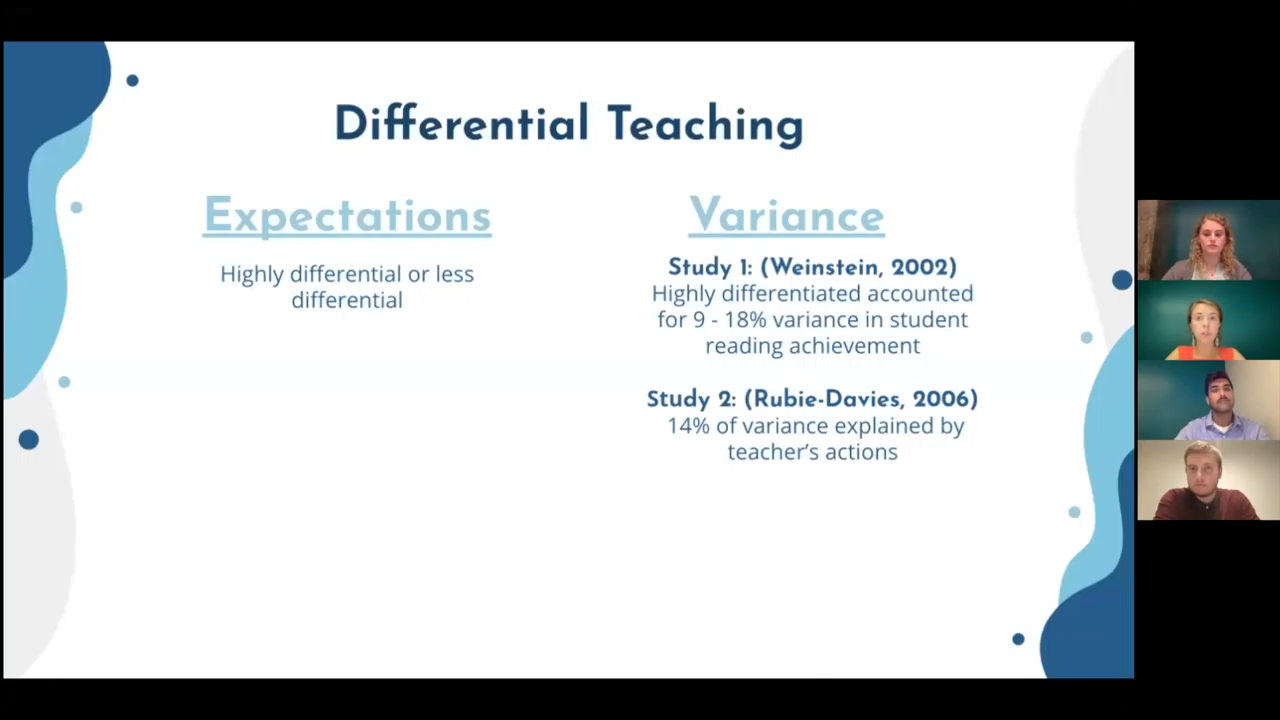 Differential Teaching
Expectations
Highly differential or less
differential
Variance
Study 1: (Weinstein, 2002)
Highly differentiated accounted
for 9 - 18% variance in student
reading achievement
Study 2: (Rubie-Davies, 2006)
14% of variance explained by
teacher's actions